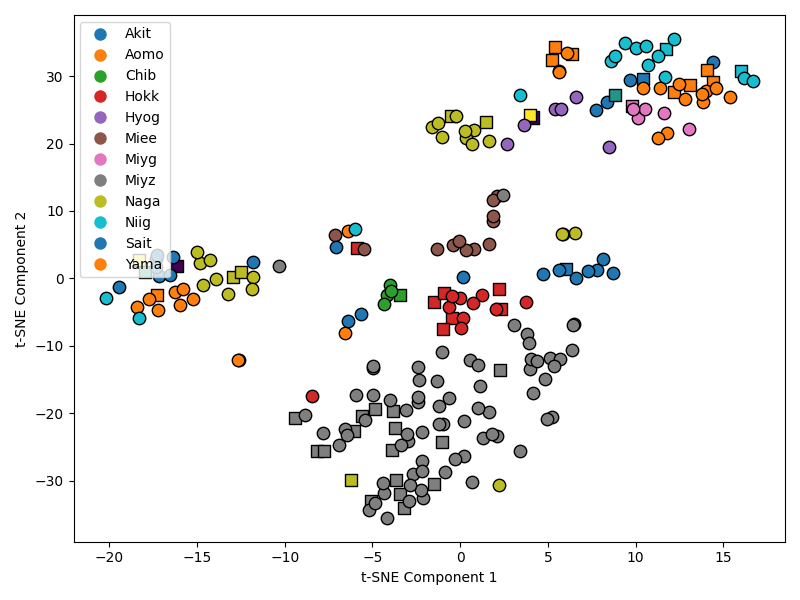 Akit
Aomo
Chib
Hokk
Hyog
Miee
Miyg
Miyz
Naga
Niig
Sait
Yama
30
20
10
0
−10
−20
−30
t-SNE Component 2
−20 −15 −10 −5 0 5 10 15
t-SNE Component 1